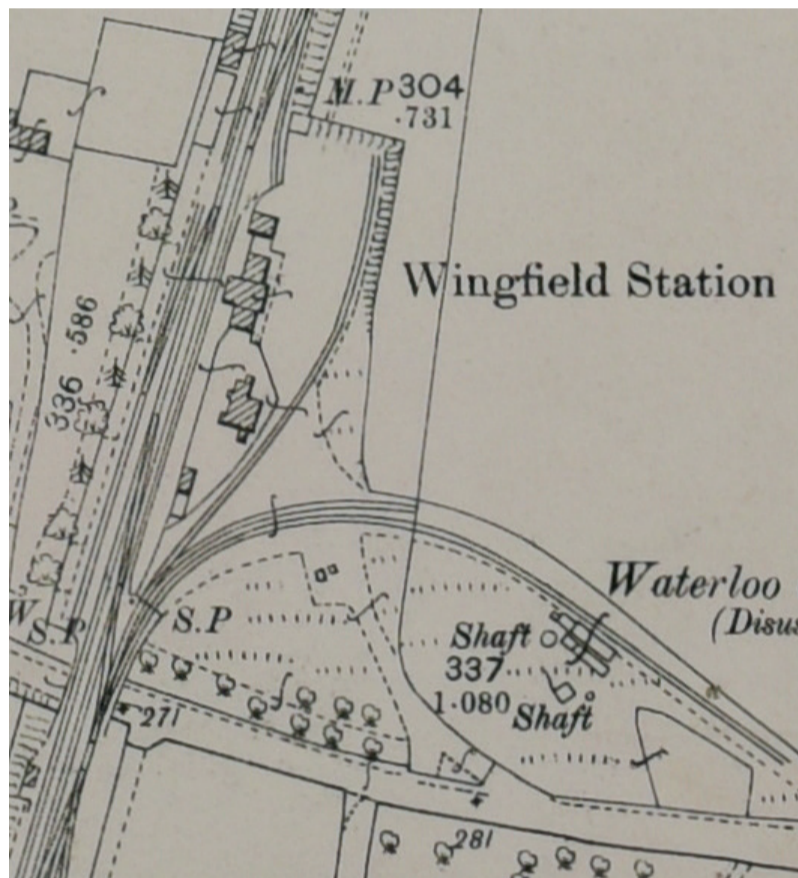 M.P 304
.731
Wingfield Station
336 .586
Waterloo
(Disus
W
S.P
S.P
Shaft
337
1.080
Shaft
271
281